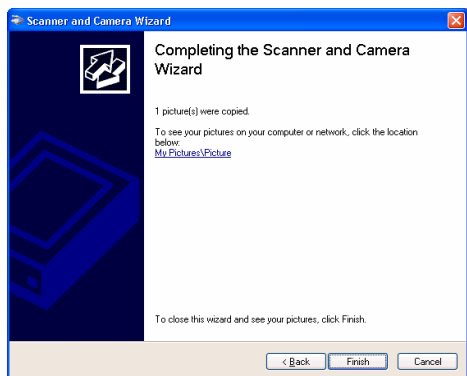 Scanner and Camera Wizard
Completing the Scanner and Camera
Wizard
1 picture(s) were copied.
To see your pictures on your computer or network, click the location
below:
My Pictures\Picture
To close this wizard and see your pictures, click Finish.
< Back Finish Cancel